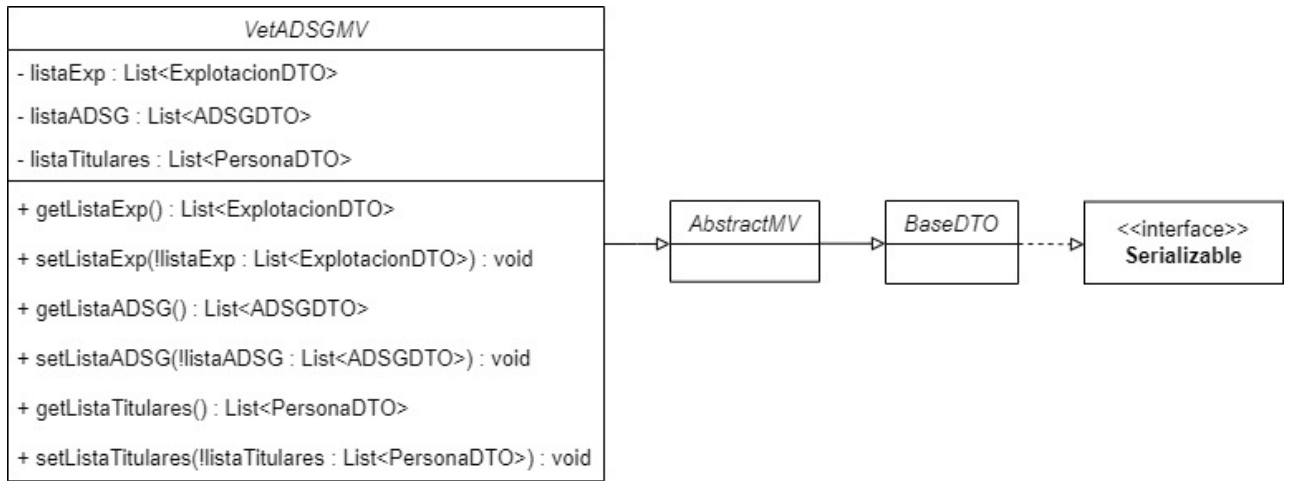 VetADSGMV
- listaExp : List<ExplotacionDTO>
- listaADSG : List<ADSGDTO>
- listaTitulares : List<PersonaDTO>
+ getListaExp() : List<ExplotacionDTO>
+ setListaExp(!listaExp : List<ExplotacionDTO>) : void
+ getListaADSG() : List<ADSGDTO>
+ setListaADSG(!listaADSG : List<ADSGDTO>) : void
+ getListaTitulares() : List<PersonaDTO>
+ setListaTitulares(!listaTitulares : List<PersonaDTO>) : void
AbstractMV
BaseDTO
<<interface>>
Serializable